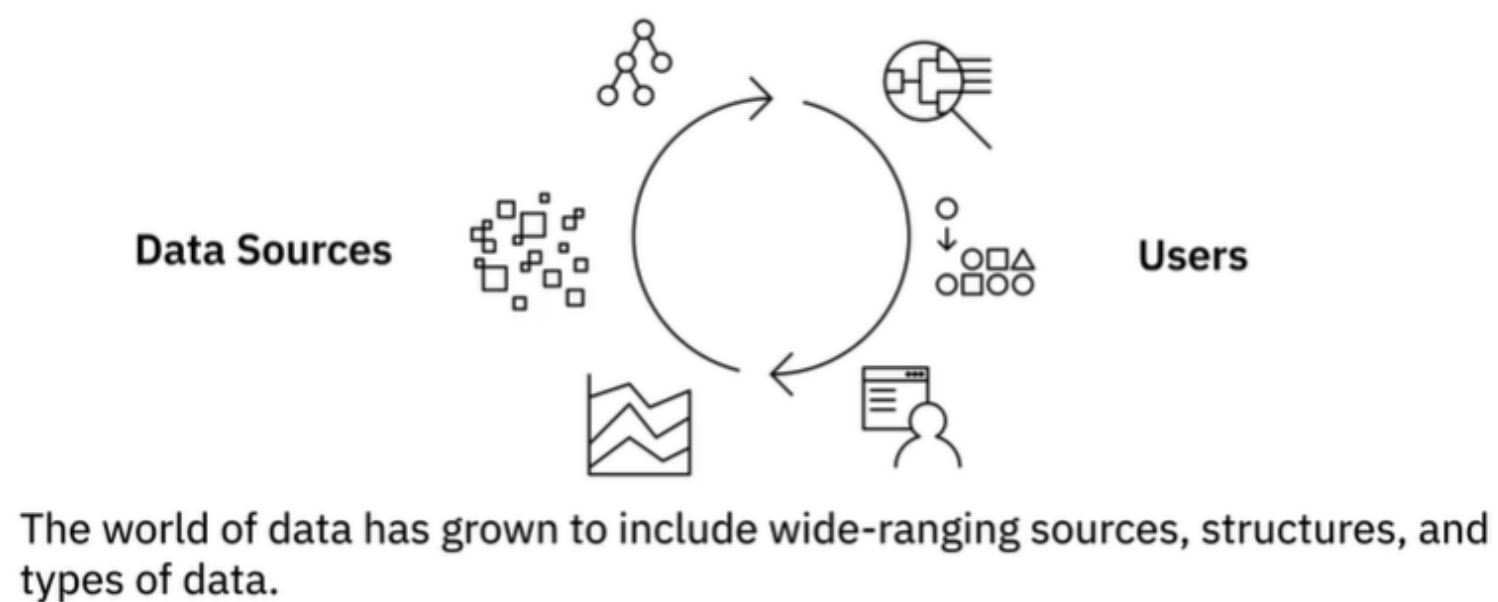 Data Sources
Users
The world of data has grown to include wide-ranging sources, structures, and
types of data.